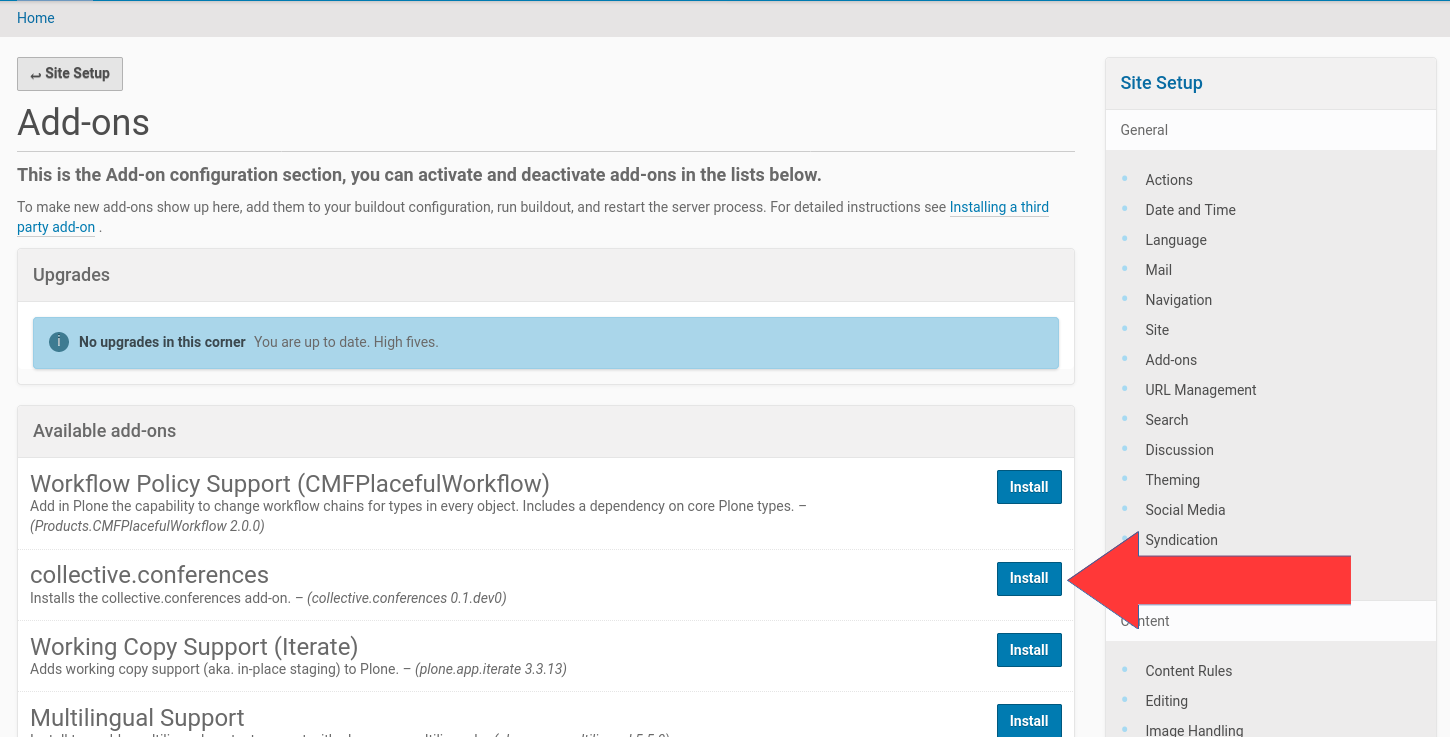 Home
Site Setup
Add-ons
This is the Add-on configuration section, you can activate and deactivate add-ons in the lists below.
To make new add-ons show up here, add them to your buildout configuration, run buildout, and restart the server process. For detailed instructions see Installing a third
party add-on .
Upgrades
No upgrades in this corner You are up to date. High fives.
Available add-ons
Workflow Policy Support (CMFPlacefulWorkflow)
Add in Plone the capability to change workflow chains for types in every object. Includes a dependency on core Plone types. –
(Products.CMFPlacefulWorkflow 2.0.0)
Install
collective.conferences
Installs the collective.conferences add-on. – (collective.conferences 0.1.dev0)
Install
Working Copy Support (Iterate)
Adds working copy support (aka. in-place staging) to Plone. – (plone.app.iterate 3.3.13)
Install
Multilingual Support
Install
Site Setup
General
Actions
Date and Time
Language
Mail
Navigation
Site
Add-ons
URL Management
Search
Discussion
Theming
Social Media
Syndication
Content
Content Rules
Editing
Image Handling